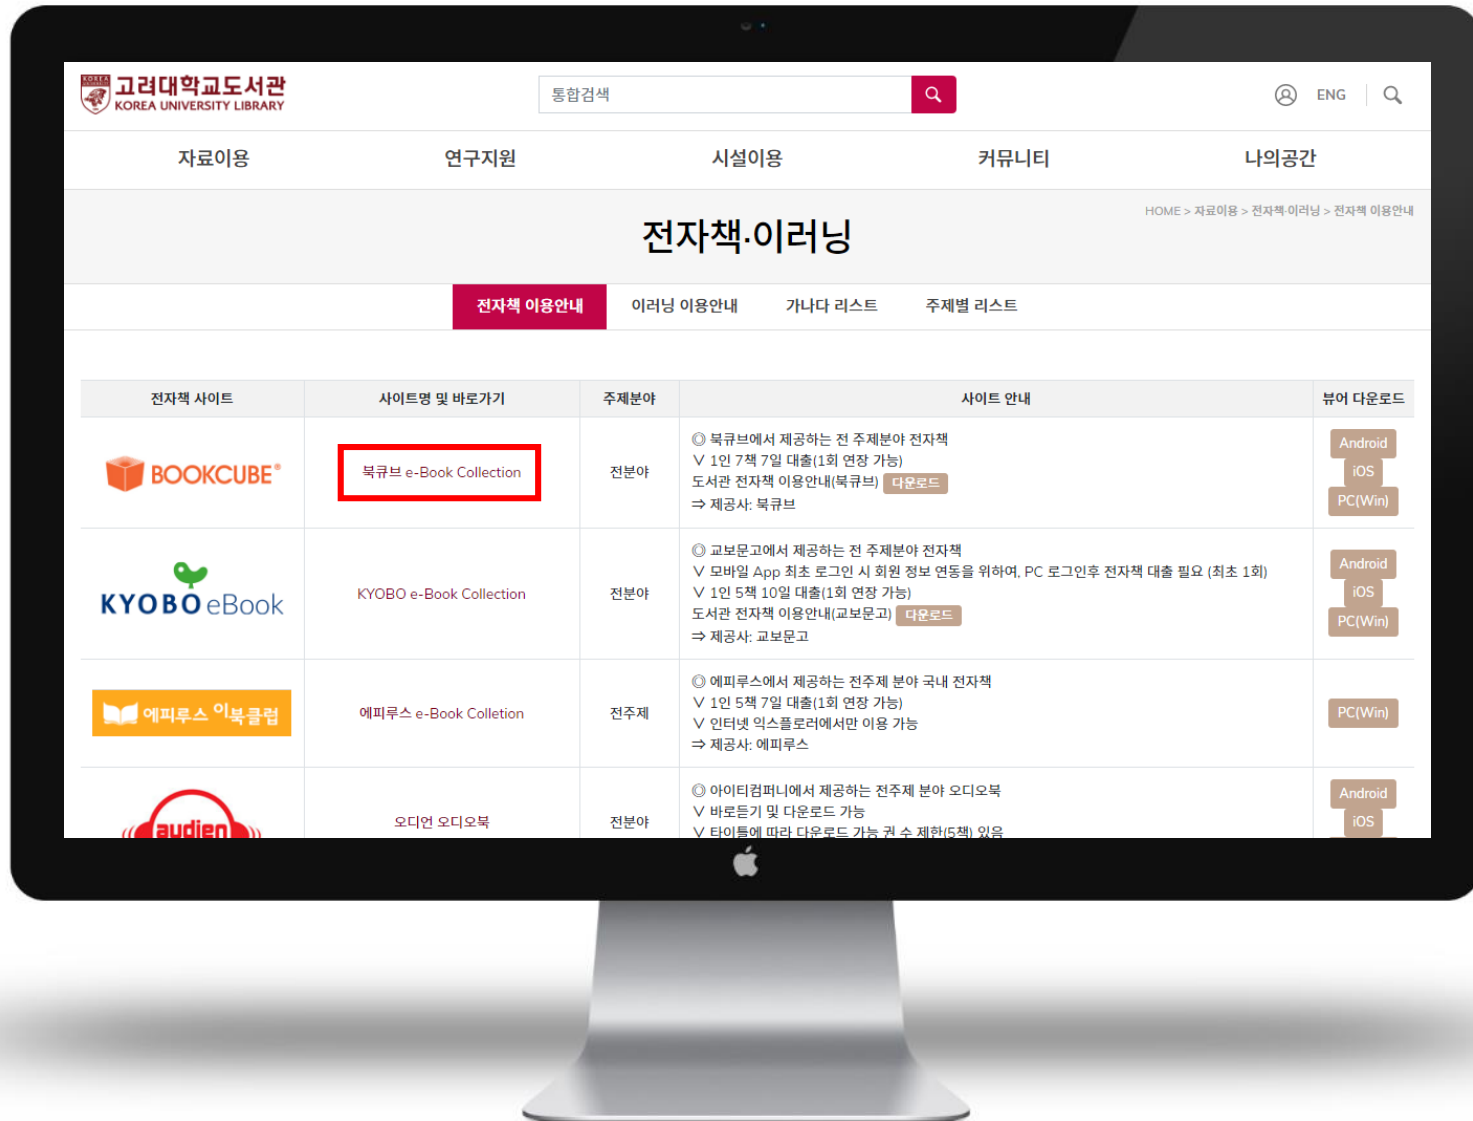 KOREA
고려대학교도서관
KOREA UNIVERSITY LIBRARY
통합검색
ENG
자료이용
연구지원
시설이용
커뮤니티
나의공간
전자책·이러닝
HOME > 자료이용 > 전자책·이러닝 > 전자책 이용안내
전자책 이용안내
이러닝 이용안내
가나다 리스트
주제별 리스트
전자책 사이트
사이트명 및 바로가기
주제분야
사이트 안내
뷰어 다운로드
BOOKCUBE®
북큐브 e-Book Collection
전분야
◎ 북큐브에서 제공하는 전 주제분야 전자책
∨ 1인 7책 7일 대출(1회 연장 가능)
도서관 전자책 이용안내(북큐브) 다운로드
⇒ 제공사: 북큐브
Android
iOS
PC(Win)
KYOBO eBook
KYOBO e-Book Collection
전분야
◎ 교보문고에서 제공하는 전 주제분야 전자책
∨ 모바일 App 최초 로그인 시 회원 정보 연동을 위하여, PC 로그인후 전자책 대출 필요 (최초 1회)
∨ 1인 5책 10일 대출(1회 연장 가능)
도서관 전자책 이용안내(교보문고) 다운로드
⇒ 제공사: 교보문고
Android
iOS
PC(Win)
에피루스 이북클럽
에피루스 e-Book Colletion
전주제
◎ 에피루스에서 제공하는 전주제 분야 국내 전자책
∨ 1인 5책 7일 대출(1회 연장 가능)
∨ 인터넷 익스플로러에서만 이용 가능
⇒ 제공사: 에피루스
PC(Win)
audien
오디언 오디오북
전분야
◎ 아이티컴퍼니에서 제공하는 전주제 분야 오디오북
∨ 바로듣기 및 다운로드 가능
∨ 타이틀에 따라 다운로드 가능 권 수 제한(5책) 있음
Android
iOS